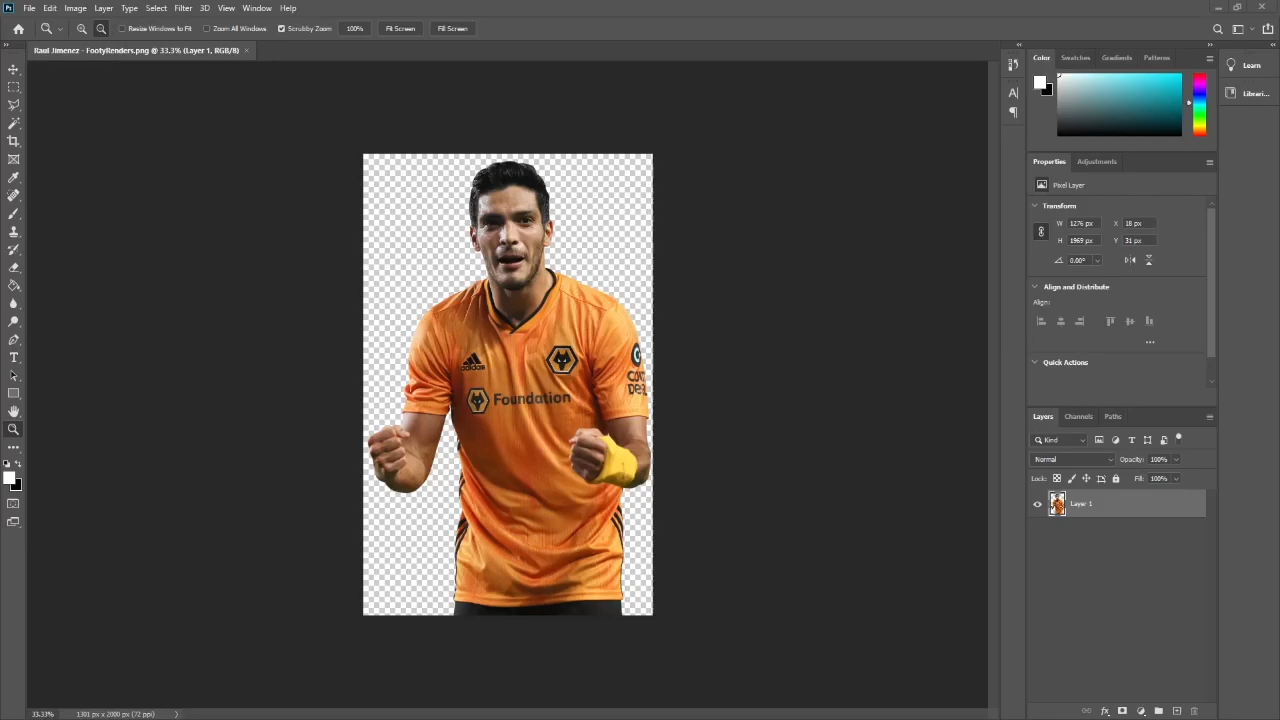 Ps File Edit Image Layer Type Select Filter 3D View Window Help
Resize Windows to Fit Zoom All Windows Scrubby Zoom 100% Fit Screen Fill Screen
Raul Jimenez - FootyRenders.png @ 33.3% (Layer 1, RGB/8) ×
Color Swatches Gradients Patterns
Learn
Librari...
Properties Adjustments
Pixel Layer
Transform
W 1276 px X 18 px
H 1969 px Y 31 px
0.00°
Align and Distribute
Align:
Quick Actions
adidas
Foundation
Layers Channels Paths
Kind
Normal Opacity: 100%
Lock: Fill: 100%
Layer 1
33.33% 1301 px x 2000 px (72 ppi)